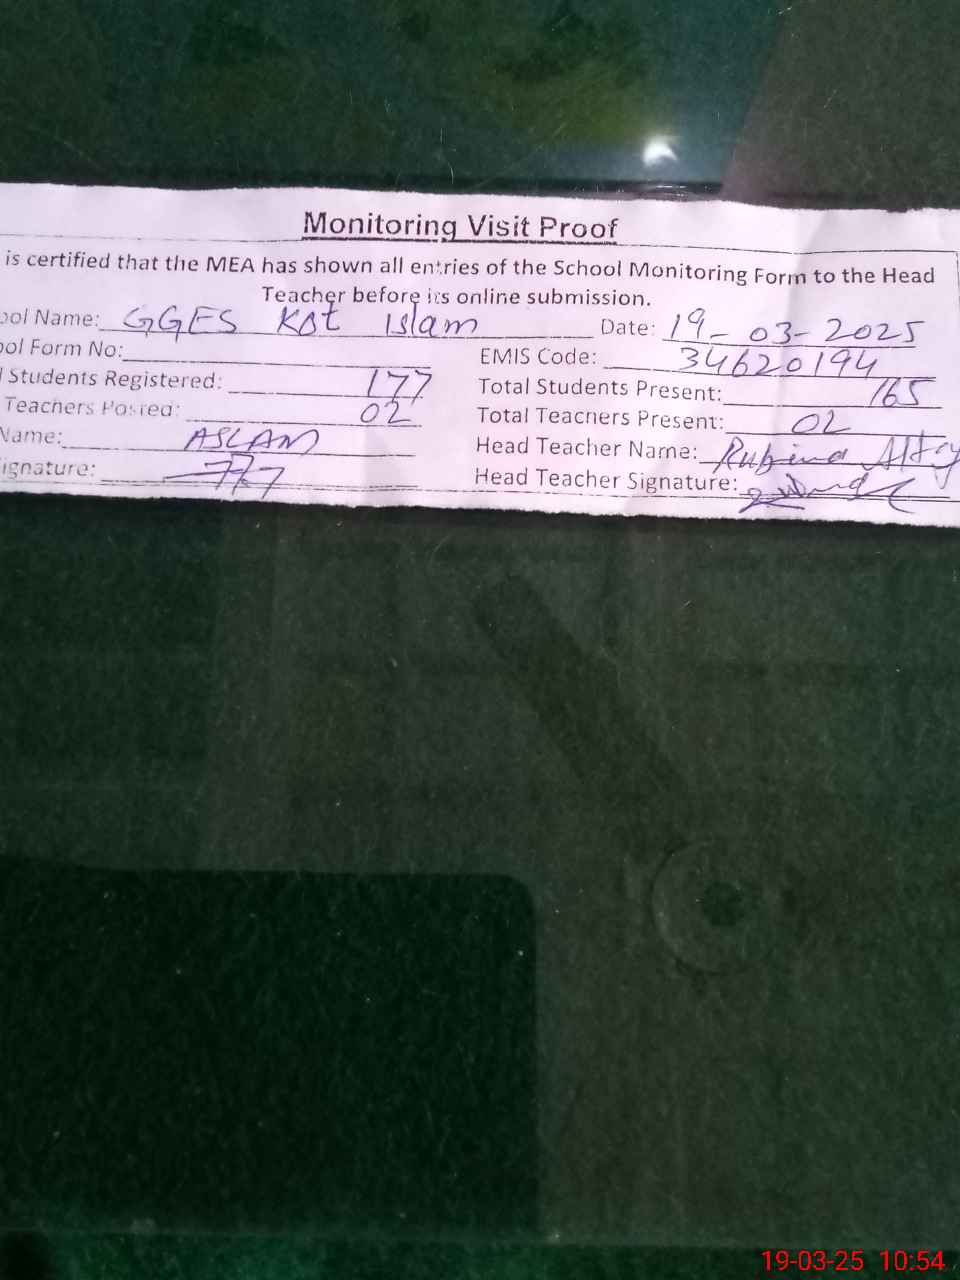 Monitoring Visit Proof
is certified that the MEA has shown all entries of the School Monitoring Form to the Head
Teacher before its online submission.
ool Name: GGES Kot Islam Date: 19-03-2025
ool Form No: EMIS Code: 34620194
l Students Registered: 177 Total Students Present: 165
Teachers Posted: 02 Total Teachers Present: 02
Name: ASLAM Head Teacher Name: Rubina
ignature: Head Teacher Signature:
19-03-25 10:54